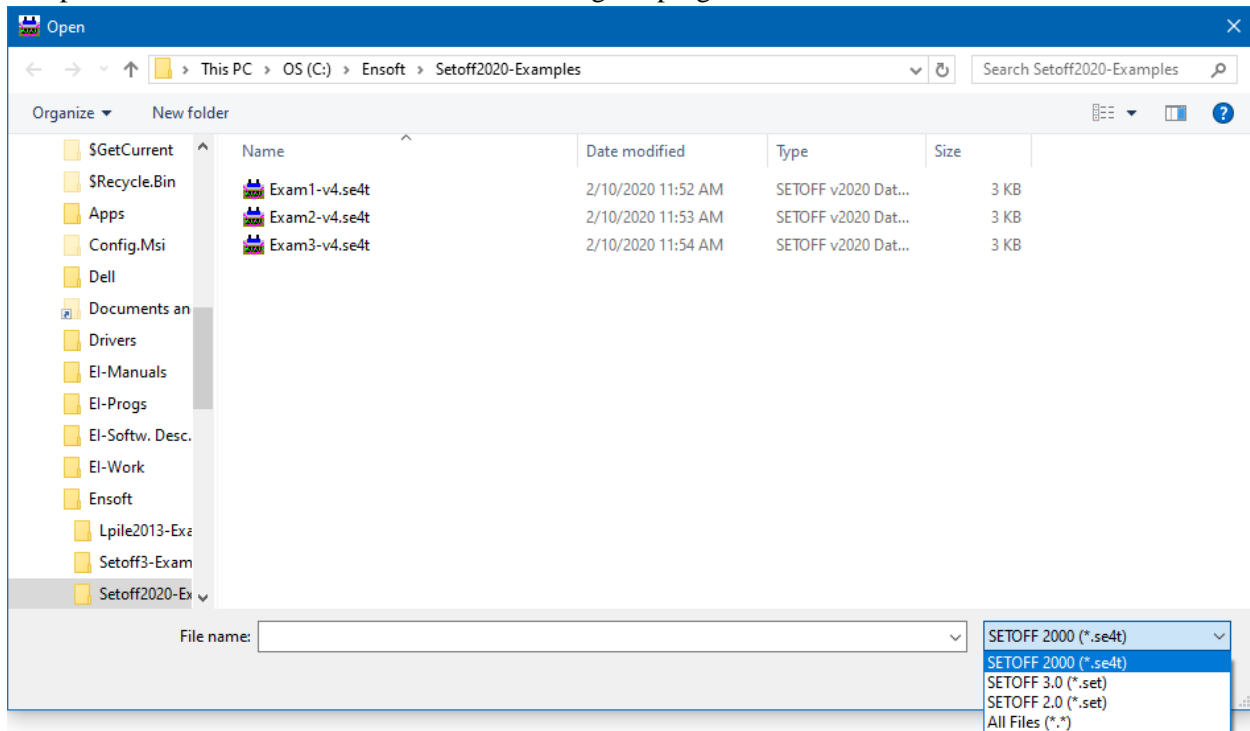 Open
This PC > OS (C:) > Ensoft > Setoff2020-Examples
Search Setoff2020-Examples
Organize New folder
Name Date modified Type Size
$GetCurrent
$Recycle.Bin
Apps
Config.Msi
Dell
Documents an
Drivers
EI-Manuals
EI-Progs
EI-Softw. Desc.
EI-Work
Ensoft
Lpile2013-Exa
Setoff3-Exam
Setoff2020-Ex
Exam1-v4.se4t 2/10/2020 11:52 AM SETOFF v2020 Dat... 3 KB
Exam2-v4.se4t 2/10/2020 11:53 AM SETOFF v2020 Dat... 3 KB
Exam3-v4.se4t 2/10/2020 11:54 AM SETOFF v2020 Dat... 3 KB
File name:
SETOFF 2000 (*.se4t)
SETOFF 2000 (*.se4t)
SETOFF 3.0 (*.set)
SETOFF 2.0 (*.set)
All Files (*.*)